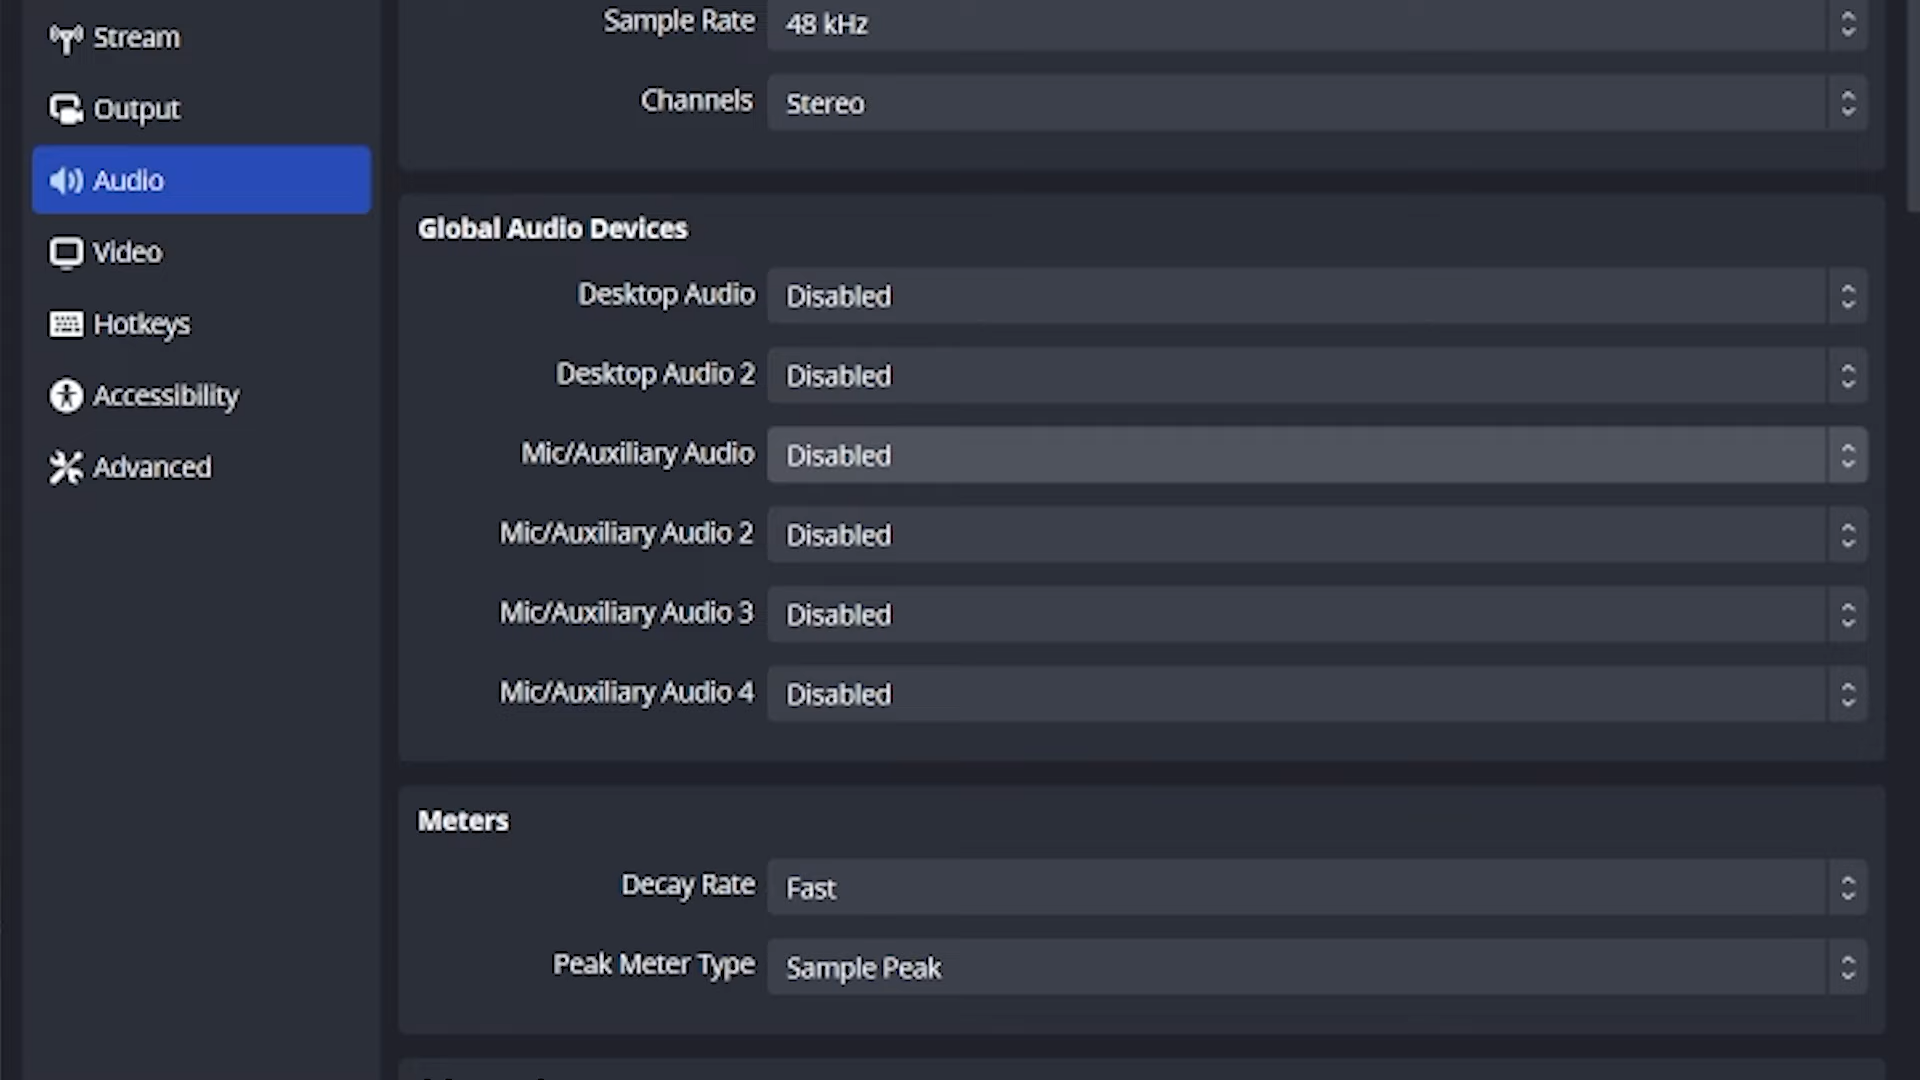 Stream
Output
Audio
Video
Hotkeys
Accessibility
Advanced
Sample Rate 48 kHz
Channels Stereo
Global Audio Devices
Desktop Audio Disabled
Desktop Audio 2 Disabled
Mic/Auxiliary Audio Disabled
Mic/Auxiliary Audio 2 Disabled
Mic/Auxiliary Audio 3 Disabled
Mic/Auxiliary Audio 4 Disabled
Meters
Decay Rate Fast
Peak Meter Type Sample Peak